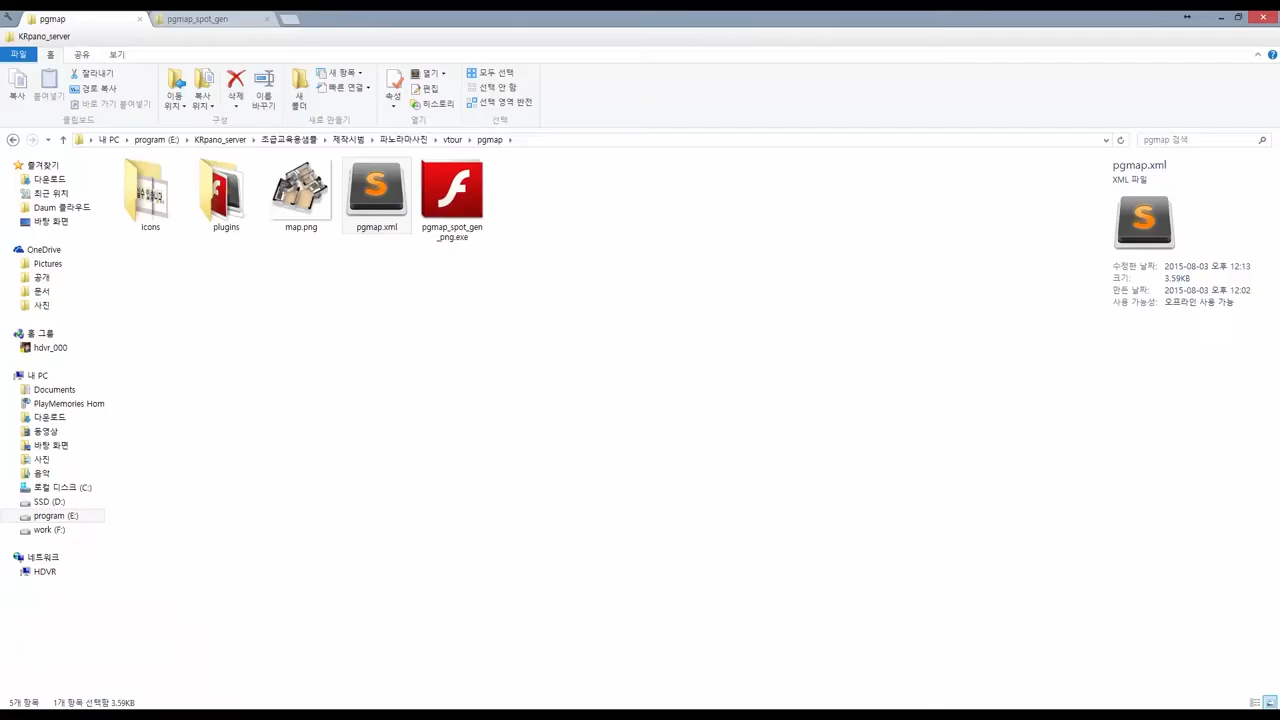 pgmap
pgmap_spot_gen
KRpano_server
파일
홈
공유
보기
복사
붙여넣기
잘라내기
경로 복사
바로 가기 붙여넣기
클립보드
이동 위치
복사 위치
삭제
이름 바꾸기
구성
새 폴더
새 항목
빠른 연결
새로 만들기
속성
열기
편집
히스토리
열기
모두 선택
선택 안 함
선택 영역 반전
선택
내 PC
program (E:)
KRpano_server
초급교육용샘플
제작시범
파노라마사진
vtour
pgmap
pgmap 검색
즐겨찾기
다운로드
최근 위치
Daum 클라우드
바탕 화면
OneDrive
Pictures
공개
문서
사진
홈 그룹
hdvr_000
내 PC
Documents
PlayMemories Hom
다운로드
동영상
바탕 화면
사진
음악
로컬 디스크 (C:)
SSD (D:)
program (E:)
work (F:)
네트워크
HDVR
icons
plugins
map.png
pgmap.xml
pgmap_spot_gen
_png.exe
pgmap.xml
XML 파일
수정한 날짜: 2015-08-03 오후 12:13
크기: 3.59KB
만든 날짜: 2015-08-03 오후 12:02
사용 가능성: 오프라인 사용 가능
5개 항목 1개 항목 선택함 3.59KB